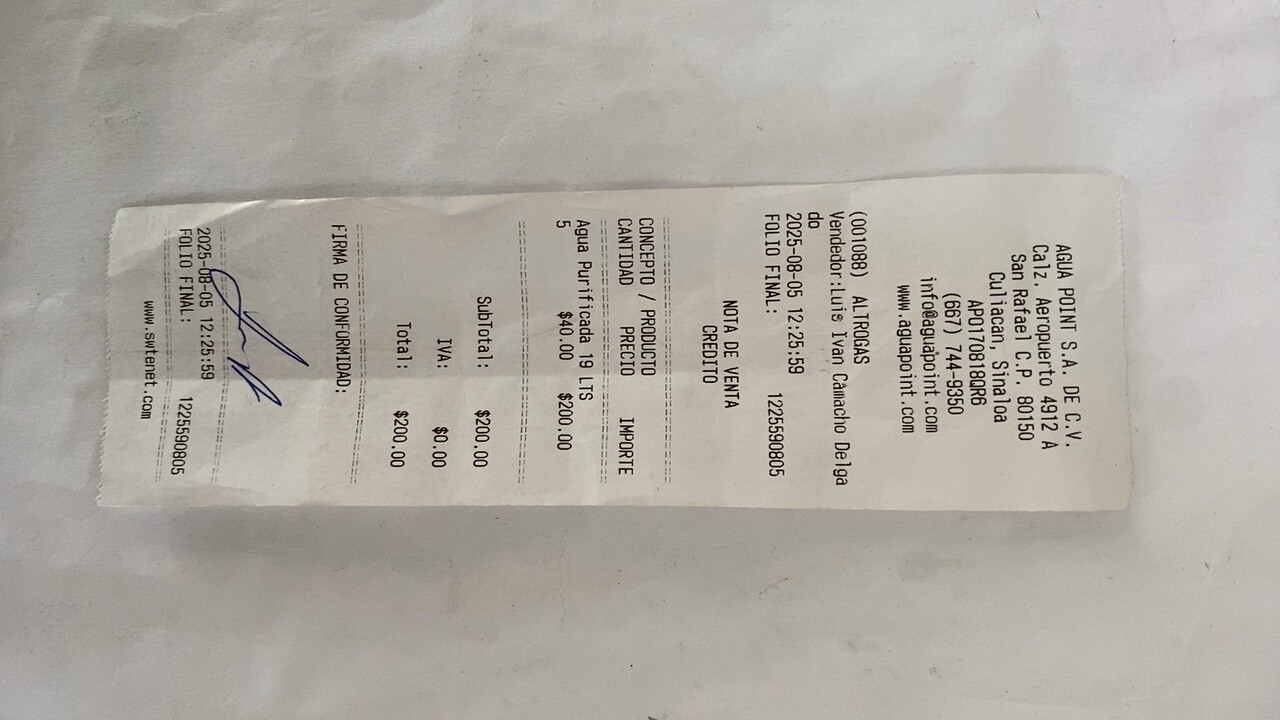 AGUA POINT S.A. DE C.V.
Calz. Aeropuerto 4912 A
San Rafael C.P. 80150
Culiacan, Sinaloa
APO170818QR6
(667) 744-9350
info@aguapoint.com
www.aguapoint.com
(001088) ALTROGAS
Vendedor:Luis Ivan Camacho Delga
do
2025-08-05 12:25:59
FOLIO FINAL: 1225590805
NOTA DE VENTA
CREDITO
CONCEPTO / PRODUCTO
CANTIDAD PRECIO IMPORTE
Agua Purificada 19 LTS
5 $40.00 $200.00
SubTotal: $200.00
IVA: $0.00
Total: $200.00
FIRMA DE CONFORMIDAD:
2025-08-05 12:25:59
FOLIO FINAL: 1225590805
www.swtenet.com